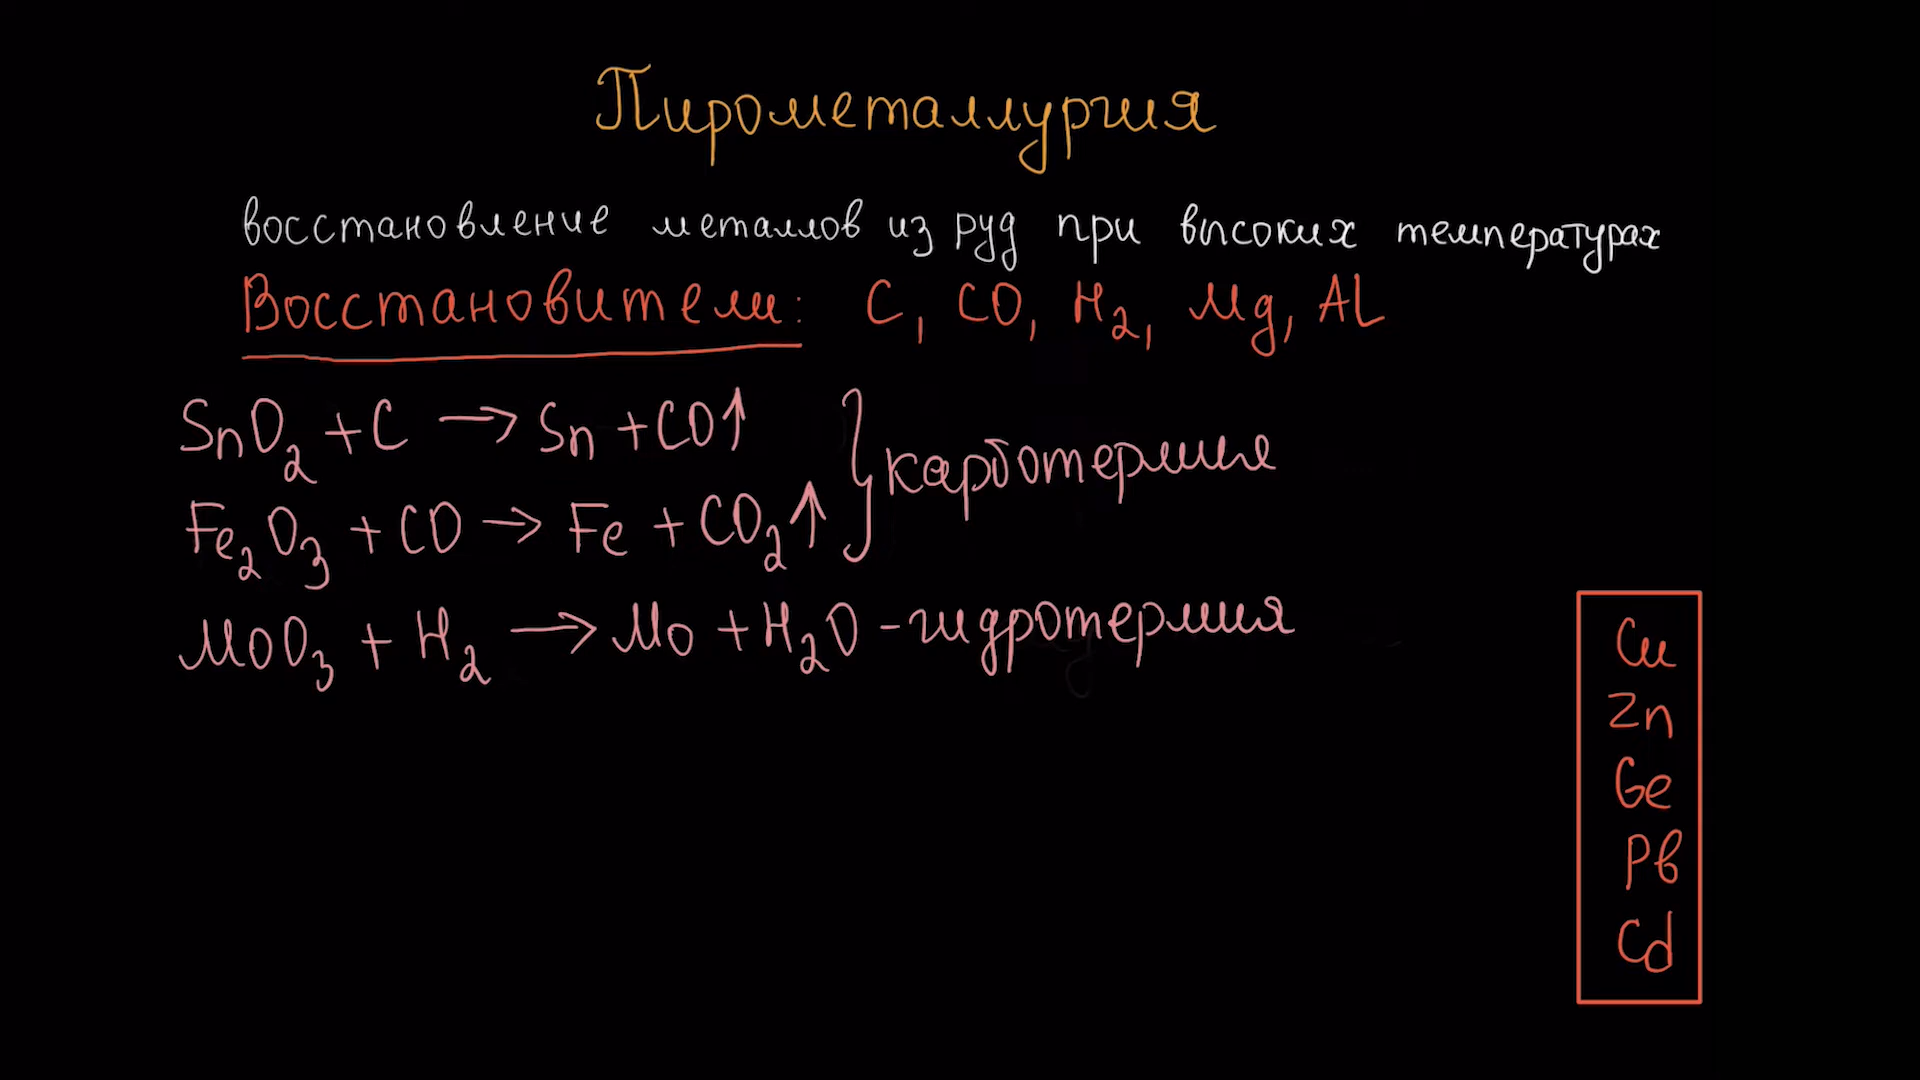 Пирометаллургия
восстановление металлов из руд при высоких температурах
Восстановители: C, CO, H₂, Mg, Al
SnO₂ + C → Sn + CO↑
Fe₂O₃ + CO → Fe + CO₂↑
карботермия
MoO₃ + H₂ → Mo + H₂O - гидротермия
Cu
Zn
Ge
Pb
Cd